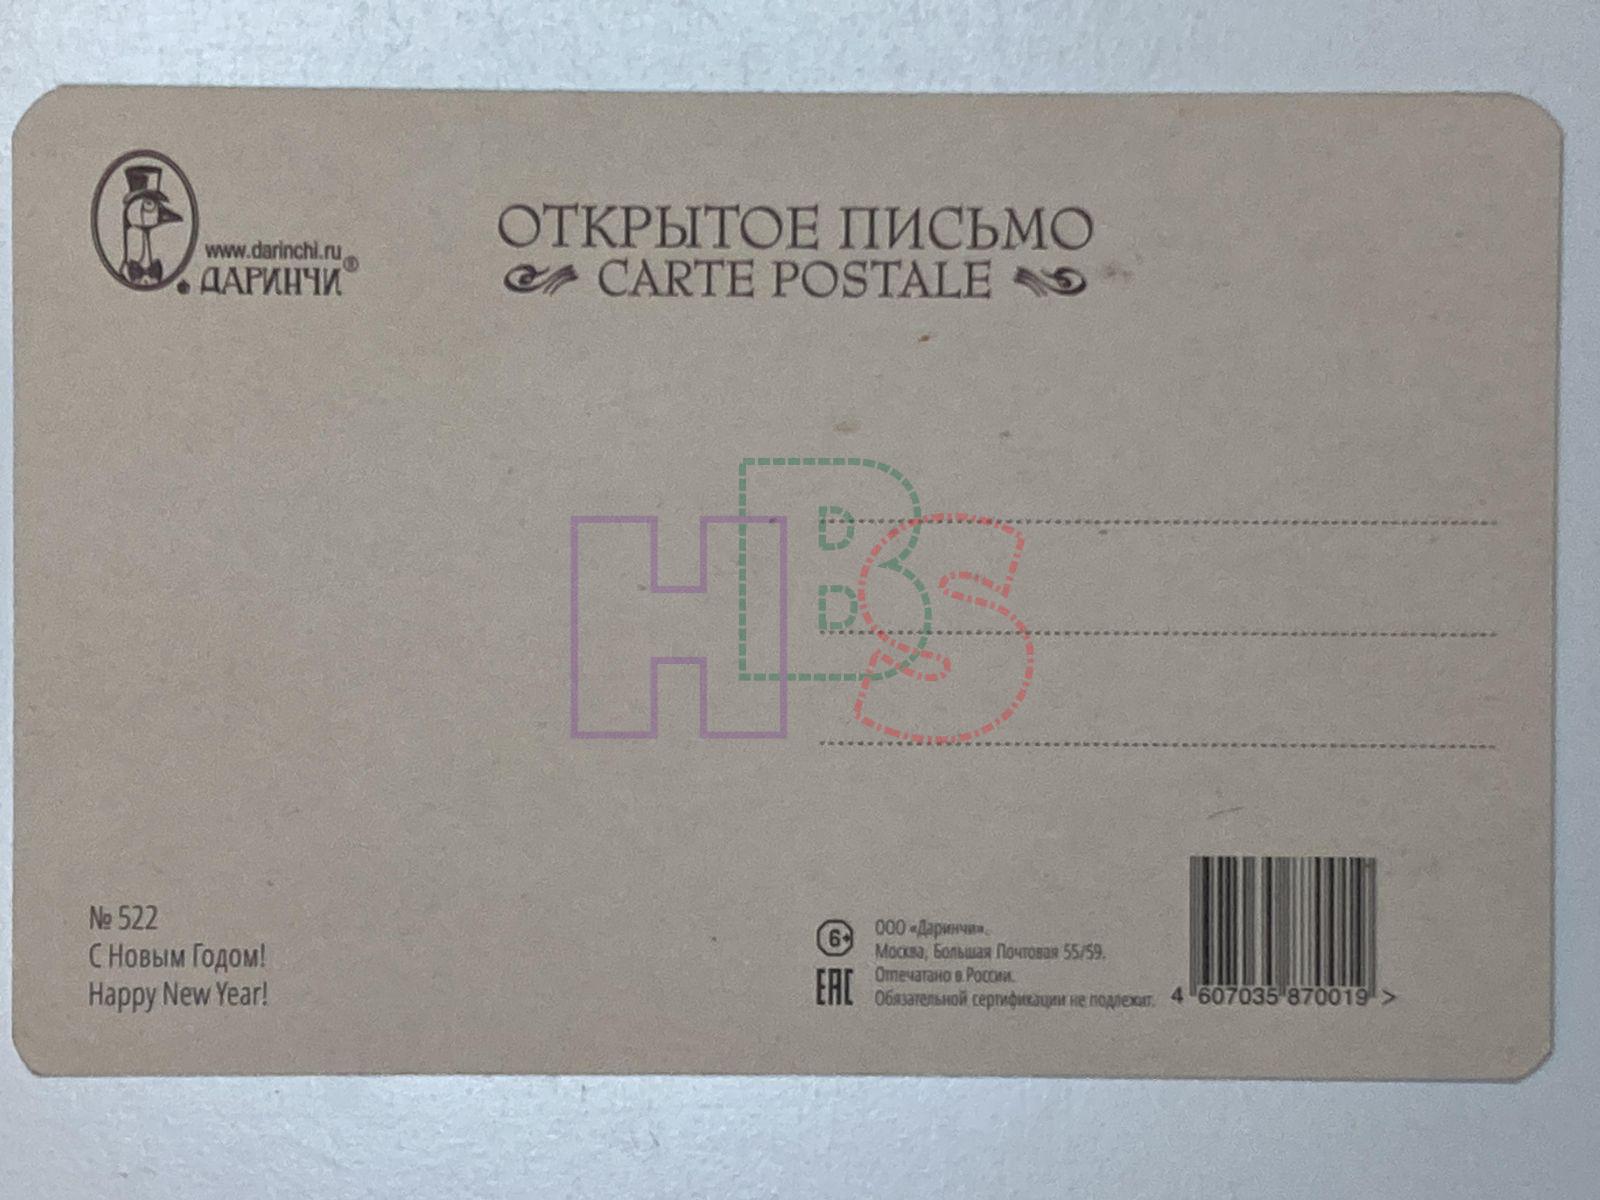 www.darinchi.ru
ДАРИНЧИ®
ОТКРЫТОЕ ПИСЬМО
CARTE POSTALE
H B S
№ 522
С Новым Годом!
Happy New Year!
6+
ЕАС
ООО «Даринчи».
Москва, Большая Почтовая 55/59.
Отпечатано в России.
Обязательной сертификации не подлежит.
4 607035 870019 >